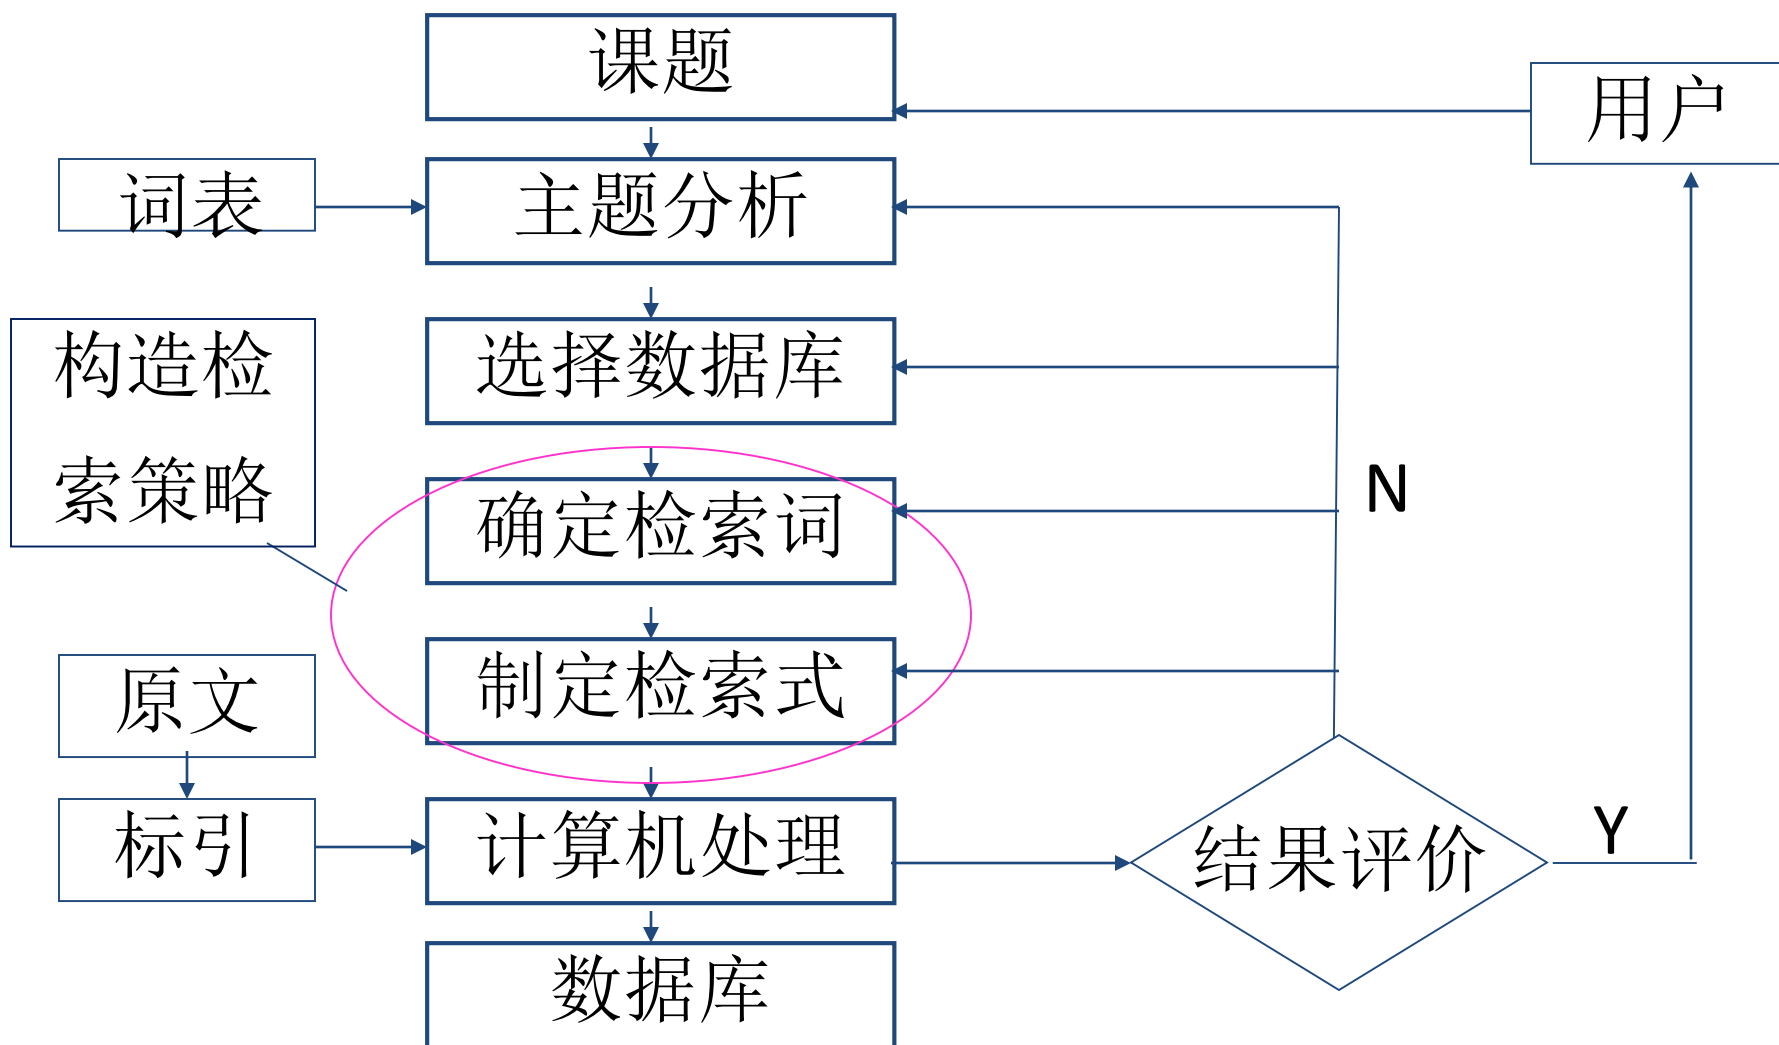 课题
用户
词表
主题分析
构造检
索策略
选择数据库
N
确定检索词
原文
制定检索式
标引
计算机处理
结果评价
Y
数据库